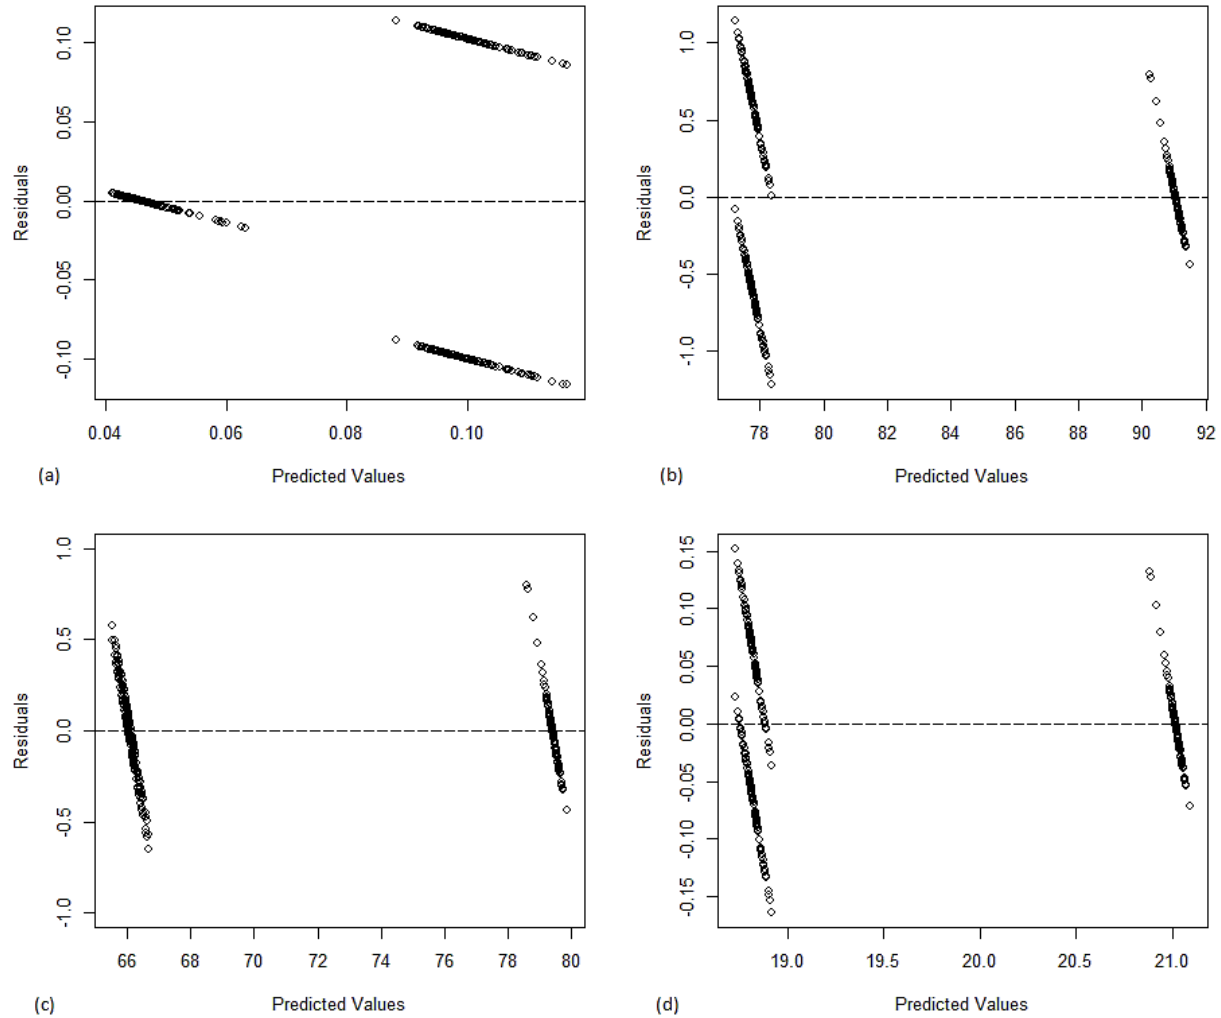 0.10
0.05
0.00
-0.05
-0.10
Residuals
0.04 0.06 0.08 0.10
Predicted Values
(a)
1.0
0.5
0.0
-0.5
-1.0
Residuals
78 80 82 84 86 88 90 92
Predicted Values
(b)
1.0
0.5
0.0
-0.5
-1.0
Residuals
66 68 70 72 74 76 78 80
Predicted Values
(c)
0.15
0.10
0.05
0.00
-0.05
-0.10
-0.15
Residuals
19.0 19.5 20.0 20.5 21.0
Predicted Values
(d)